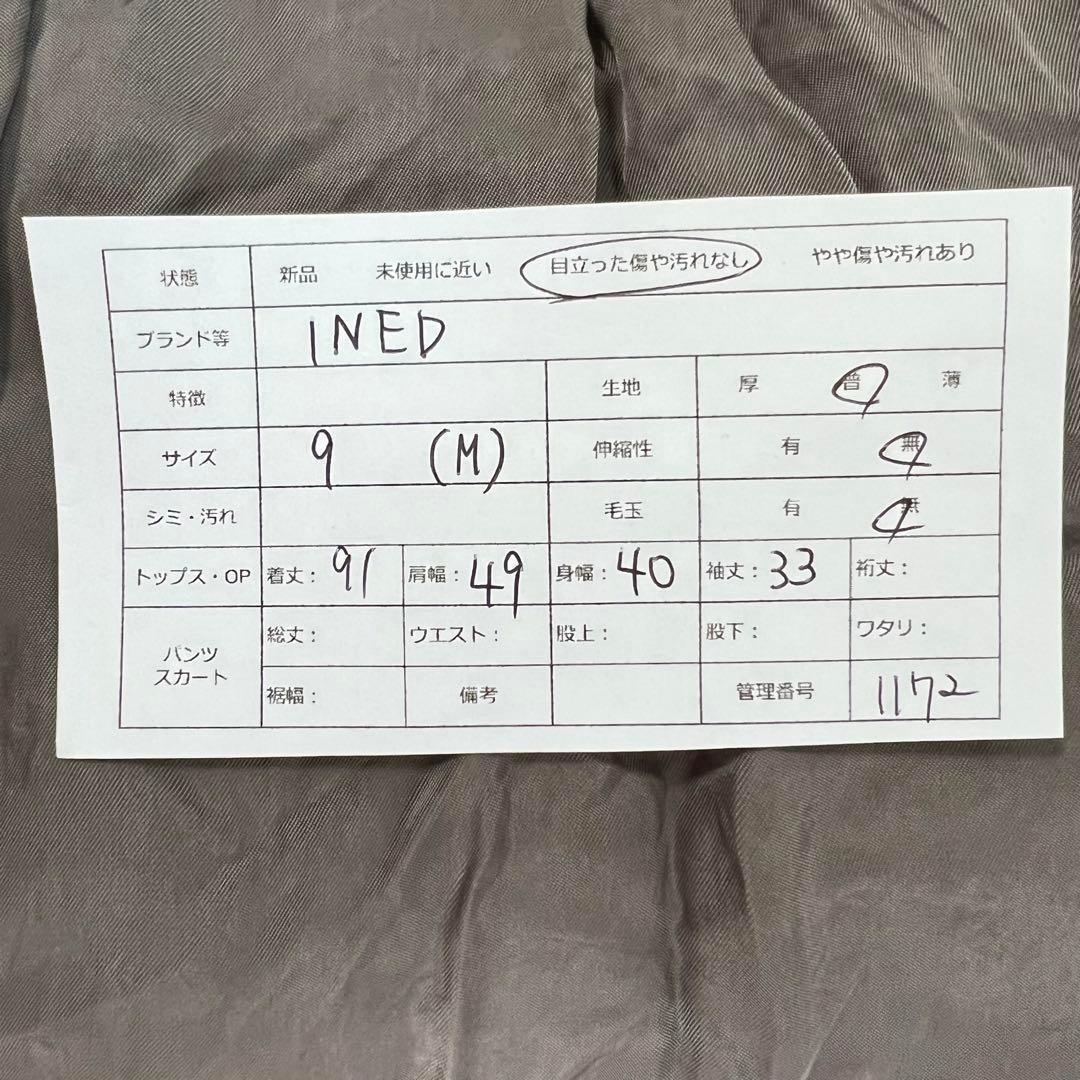 状態 新品 未使用に近い 目立った傷や汚れなし やや傷や汚れあり
ブランド等 INED
特徴 生地 厚 普 薄
サイズ 9 (M) 伸縮性 有 無
シミ・汚れ 毛玉 有 無
トップス・OP 着丈: 91 肩幅: 49 身幅: 40 袖丈: 33 裄丈:
パンツ スカート 総丈: ウエスト: 股上: 股下: ワタリ:
裾幅: 備考 管理番号 1172